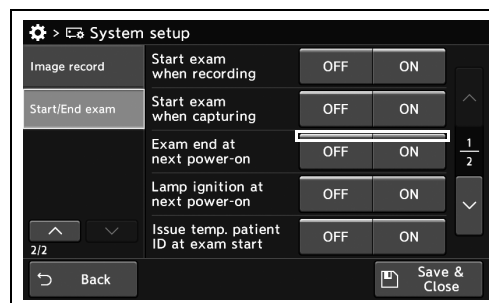 > System setup
Image record
Start/End exam
2/2
Start exam
when recording
OFF ON
Start exam
when capturing
OFF ON
Exam end at
next power-on
OFF ON
Lamp ignition at
next power-on
OFF ON
Issue temp. patient
ID at exam start
OFF ON
1
2
Back
Save &
Close